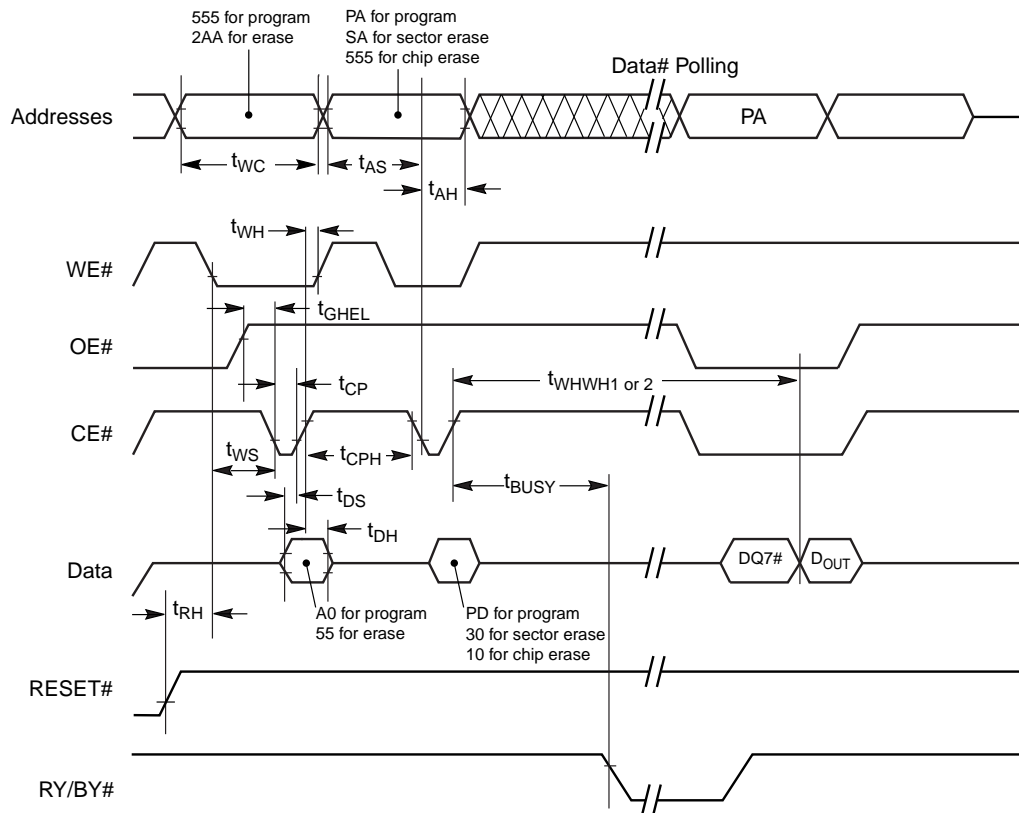 555 for program
2AA for erase
PA for program
SA for sector erase
555 for chip erase
Data# Polling
Addresses
PA
tWC
tAS
tAH
tWH
WE#
tGHEL
OE#
tWHWH1 or 2
tCP
CE#
tWS
tCPH
tBUSY
tDS
tDH
Data
DQ7#
DOUT
tRH
A0 for program
55 for erase
PD for program
30 for sector erase
10 for chip erase
RESET#
RY/BY#